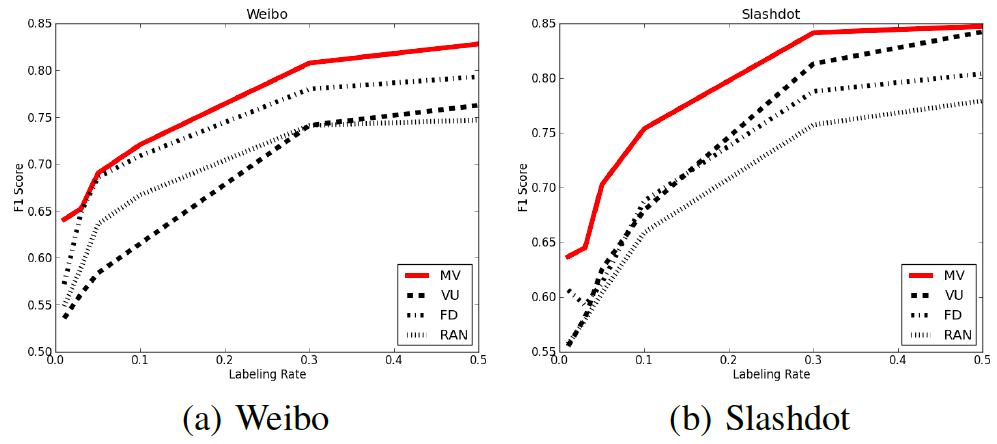 Weibo
0.85
0.80
0.75
0.70
0.65
0.60
0.55
0.50
F1 Score
0.0
0.1
0.2
0.3
0.4
0.5
Labeling Rate
MV
VU
FD
RAN
(a) Weibo
Slashdot
0.85
0.80
0.75
0.70
0.65
0.60
0.55
F1 Score
0.0
0.1
0.2
0.3
0.4
0.5
Labeling Rate
MV
VU
FD
RAN
(b) Slashdot